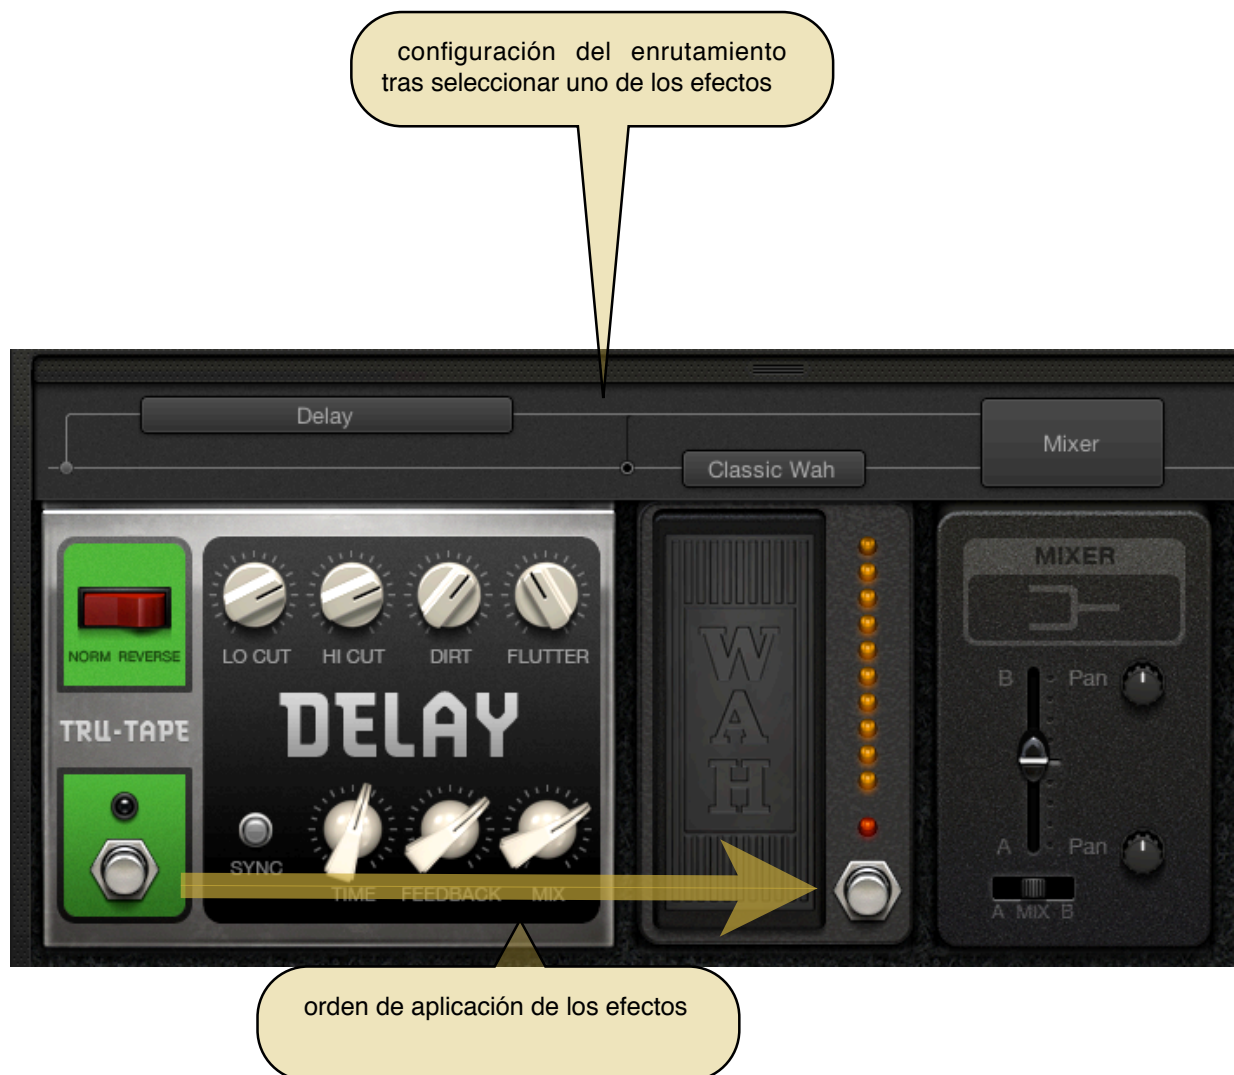 configuración del enrutamiento
tras seleccionar uno de los efectos
Delay
Mixer
Classic Wah
NORM REVERSE
LO CUT HI CUT DIRT FLUTTER
TRU-TAPE
DELAY
SYNC
TIME FEEDBACK MIX
WAH
MIXER
B Pan
A Pan
A MIX B
orden de aplicación de los efectos